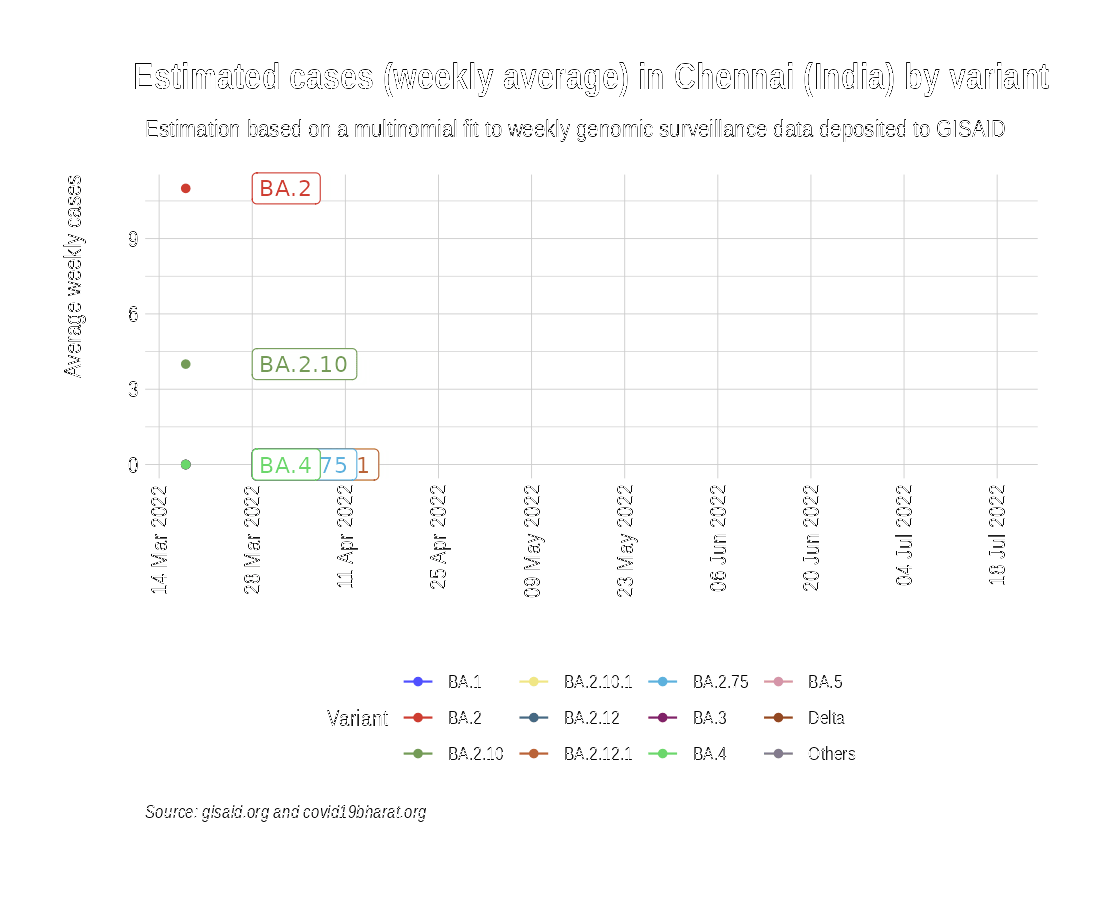 Estimated cases (weekly average) in Chennai (India) by variant
Estimation based on a multinomial fit to weekly genomic surveillance data deposited to GISAID
Average weekly cases
9
6
3
0
BA.2
BA.2.10
BA.4 75 1
14 Mar 2022
28 Mar 2022
11 Apr 2022
25 Apr 2022
09 May 2022
23 May 2022
06 Jun 2022
20 Jun 2022
04 Jul 2022
18 Jul 2022
Variant
BA.1 BA.2.10.1 BA.2.75 BA.5
BA.2 BA.2.12 BA.3 Delta
BA.2.10 BA.2.12.1 BA.4 Others
Source: gisaid.org and covid19bharat.org